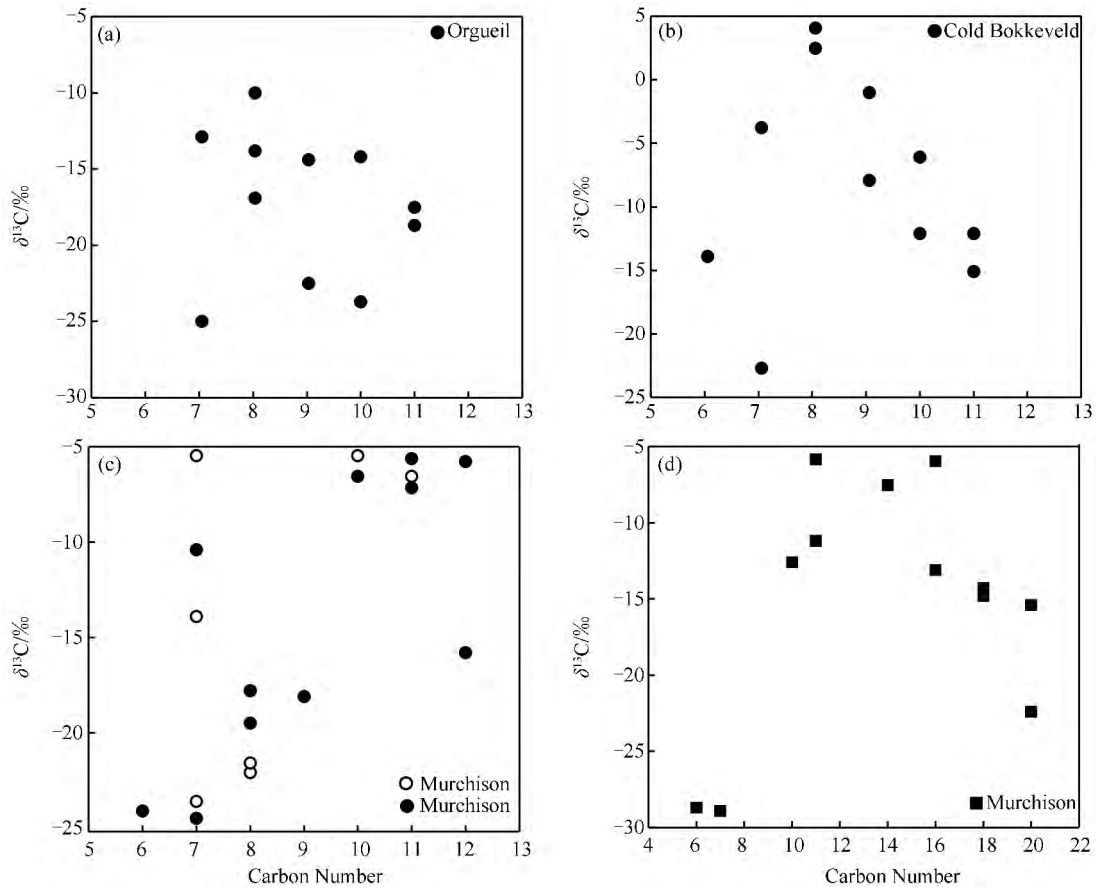 (a)
Orgueil
δ¹³C/‰
−5
−10
−15
−20
−25
−30
5 6 7 8 9 10 11 12 13
(b)
Cold Bokkeveld
δ¹³C/‰
5
0
−5
−10
−15
−20
−25
5 6 7 8 9 10 11 12 13
(c)
Murchison
Murchison
δ¹³C/‰
−5
−10
−15
−20
−25
5 6 7 8 9 10 11 12 13
Carbon Number
(d)
Murchison
δ¹³C/‰
−5
−10
−15
−20
−25
−30
4 6 8 10 12 14 16 18 20 22
Carbon Number